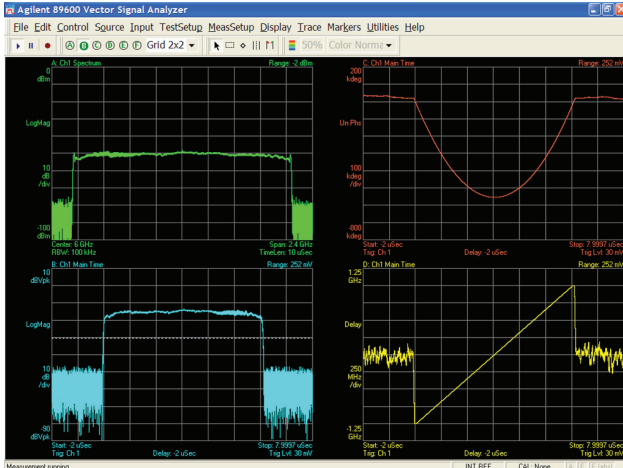 Agilent 89600 Vector Signal Analyzer
File Edit Control Source Input TestSetup MeasSetup Display Trace Markers Utilities Help
A B C D E F Grid 2x2 50% Color Norma
A: Ch1 Spectrum Range: -2 dBm
0
dBm
LogMag
10
dB
/div
-100
dBm
Center: 6 GHz Span: 2.4 GHz
RBW: 100 kHz TimeLen: 10 uSec
C: Ch1 Main Time Range: 252 mV
200
kdeg
Un Phs
100
kdeg
/div
-800
kdeg
Start: -2 uSec Stop: 7.9997 uSec
Trig: Ch 1 Delay: -2 uSec Trig Lvl: 30 mV
B: Ch1 Main Time Range: 252 mV
10
dBVpk
LogMag
10
dB
/div
-90
dBVpk
Start: -2 uSec Stop: 7.9997 uSec
Trig: Ch 1 Delay: -2 uSec Trig Lvl: 30 mV
D: Ch1 Main Time Range: 252 mV
1.25
GHz
Delay
250
MHz
/div
-1.25
GHz
Start: -2 uSec Stop: 7.9997 uSec
Trig: Ch 1 Delay: -2 uSec Trig Lvl: 30 mV
Measurement running INT REF CAL: None